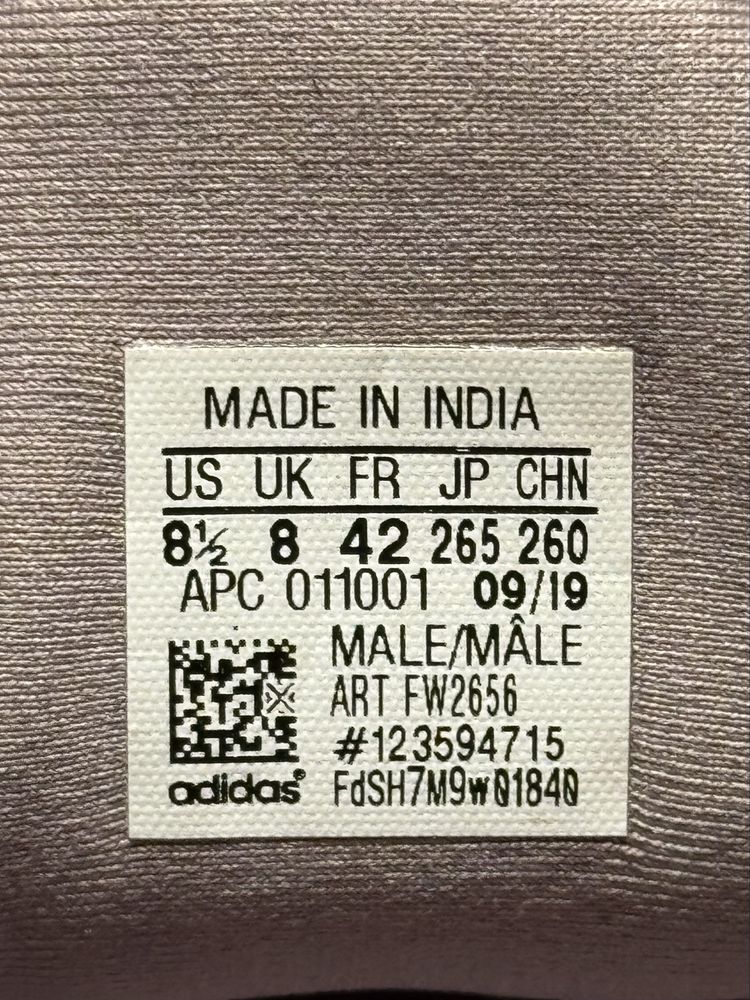 MADE IN INDIA
US UK FR JP CHN
8½ 8 42 265 260
APC 011001 09/19
MALE/MÂLE
ART FW2656
#123594715
adidas® FdSH7M9w01840